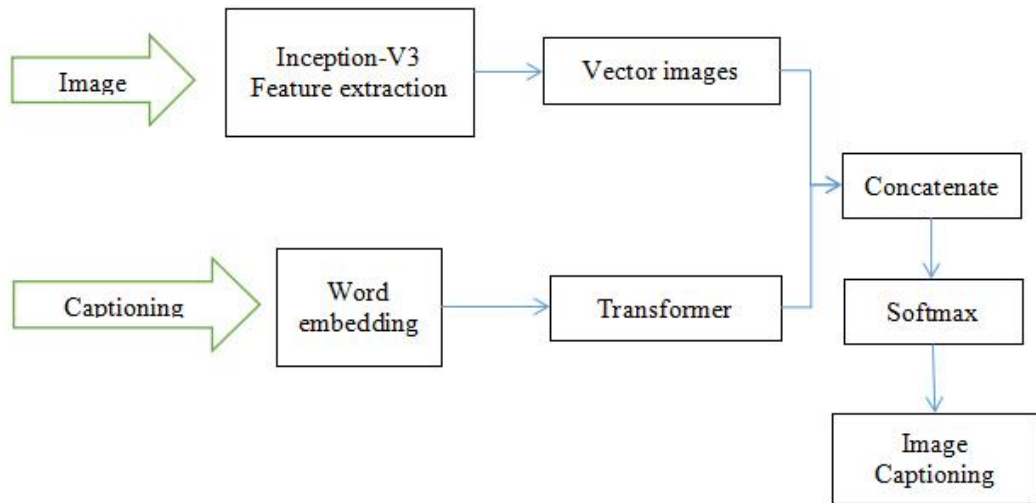 Image
Inception-V3
Feature extraction
Vector images
Concatenate
Captioning
Word
embedding
Transformer
Softmax
Image
Captioning